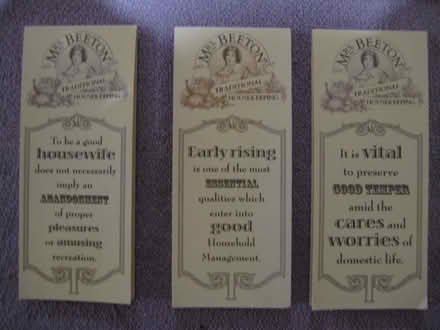 Mrs BEETON
TRADITIONAL
HOUSEKEEPING
To be a good
housewife
does not necessarily
imply an
ABANDONMENT
of proper
pleasures
or amusing
recreation.
Mrs BEETON
TRADITIONAL
HOUSEKEEPING
Early rising
is one of the most
ESSENTIAL
qualities which
enter into
good
Household
Management.
Mrs BEETON
TRADITIONAL
HOUSEKEEPING
It is vital
to preserve
GOOD TEMPER
amid the
cares and
worries of
domestic life.